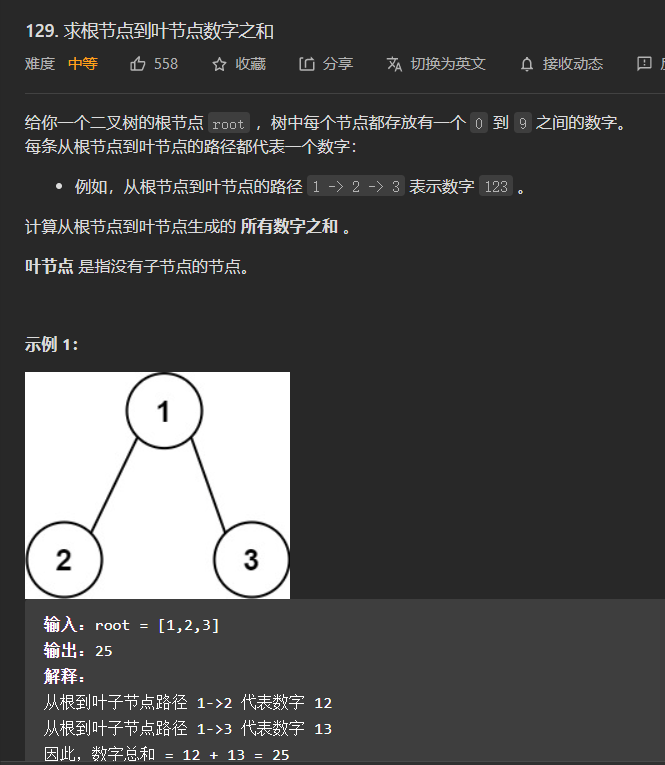 129. 求根节点到叶节点数字之和
难度 中等 558 收藏 分享 切换为英文 接收动态
给你一个二叉树的根节点 root ，树中每个节点都存放有一个 0 到 9 之间的数字。
每条从根节点到叶节点的路径都代表一个数字：
• 例如，从根节点到叶节点的路径 1 -> 2 -> 3 表示数字 123 。
计算从根节点到叶节点生成的 所有数字之和 。
叶节点 是指没有子节点的节点。
示例 1：
1
2 3
输入：root = [1,2,3]
输出：25
解释：
从根到叶子节点路径 1->2 代表数字 12
从根到叶子节点路径 1->3 代表数字 13
因此，数字总和 = 12 + 13 = 25